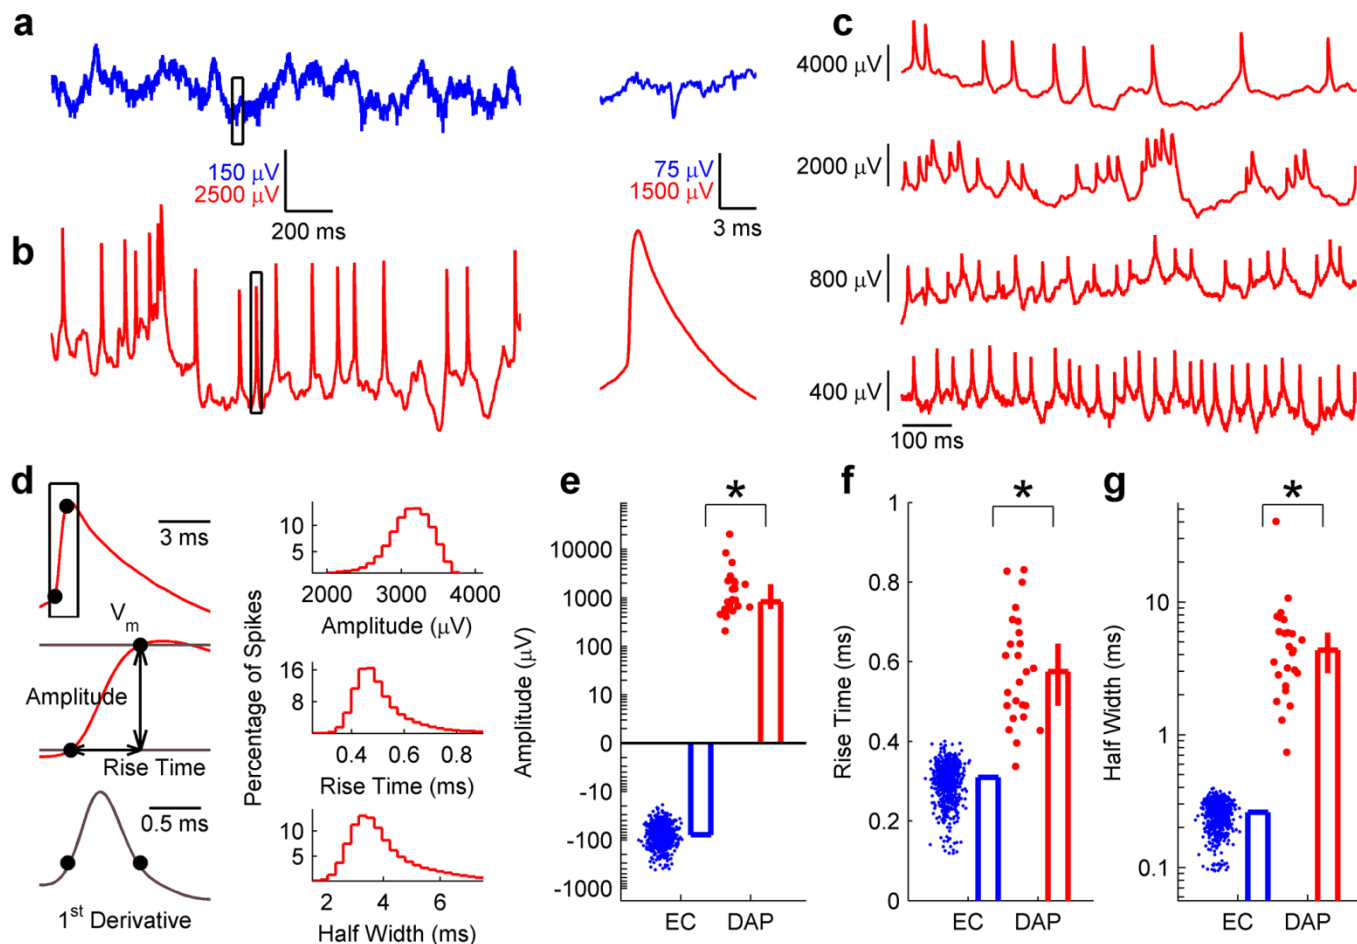 a
150 μV
2500 μV
200 ms
75 μV
1500 μV
3 ms
b
c
4000 μV
2000 μV
800 μV
400 μV
100 ms
d
3 ms
Vm
Amplitude
Rise Time
0.5 ms
1st Derivative
Percentage of Spikes
10
5
2000 3000 4000
Amplitude (μV)
16
8
0.4 0.6 0.8
Rise Time (ms)
10
5
2 4 6
Half Width (ms)
e
*
Amplitude (μV)
10000
1000
100
10
0
-10
-100
-1000
EC DAP
f
*
Rise Time (ms)
1
0.8
0.6
0.4
0.2
0
EC DAP
g
*
Half Width (ms)
10
1
0.1
EC DAP